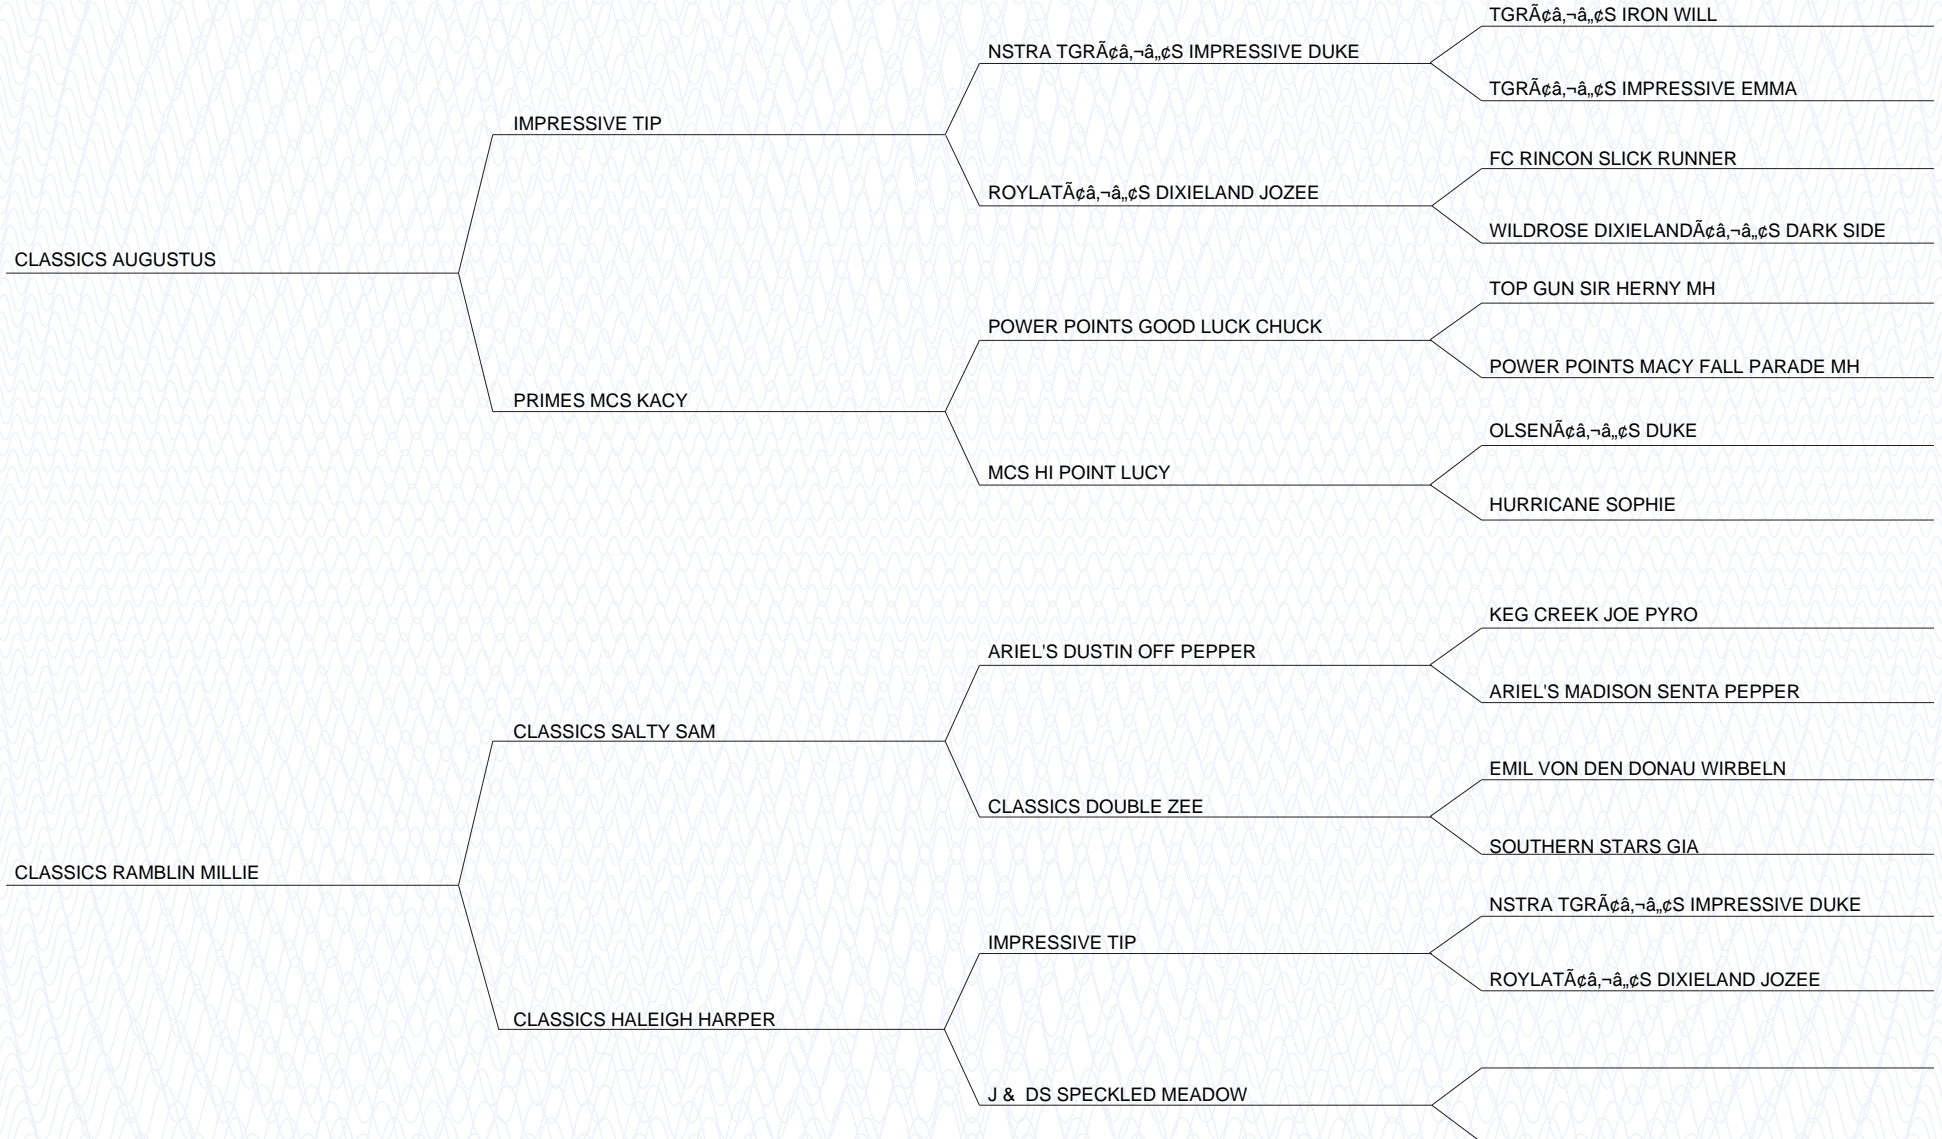 TGRÃ¢â‚¬â„¢S IRON WILL
NSTRA TGRÃ¢â‚¬â„¢S IMPRESSIVE DUKE
TGRÃ¢â‚¬â„¢S IMPRESSIVE EMMA
IMPRESSIVE TIP
FC RINCON SLICK RUNNER
ROYLATÃ¢â‚¬â„¢S DIXIELAND JOZEE
WILDROSE DIXIELANDÃ¢â‚¬â„¢S DARK SIDE
CLASSICS AUGUSTUS
TOP GUN SIR HERNY MH
POWER POINTS GOOD LUCK CHUCK
POWER POINTS MACY FALL PARADE MH
PRIMES MCS KACY
OLSENÃ¢â‚¬â„¢S DUKE
MCS HI POINT LUCY
HURRICANE SOPHIE
KEG CREEK JOE PYRO
ARIEL'S DUSTIN OFF PEPPER
ARIEL'S MADISON SENTA PEPPER
CLASSICS SALTY SAM
EMIL VON DEN DONAU WIRBELN
CLASSICS DOUBLE ZEE
SOUTHERN STARS GIA
CLASSICS RAMBLIN MILLIE
NSTRA TGRÃ¢â‚¬â„¢S IMPRESSIVE DUKE
IMPRESSIVE TIP
ROYLATÃ¢â‚¬â„¢S DIXIELAND JOZEE
CLASSICS HALEIGH HARPER
J &  DS SPECKLED MEADOW